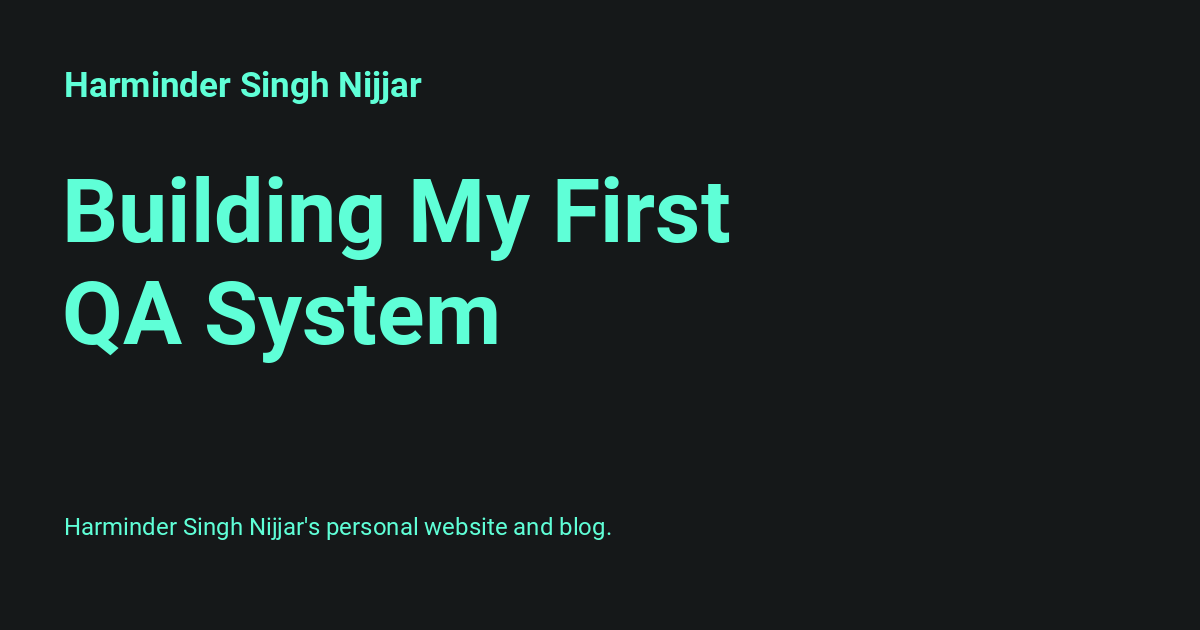 Harminder Singh Nijjar
Building My First
QA System
Harminder Singh Nijjar's personal website and blog.